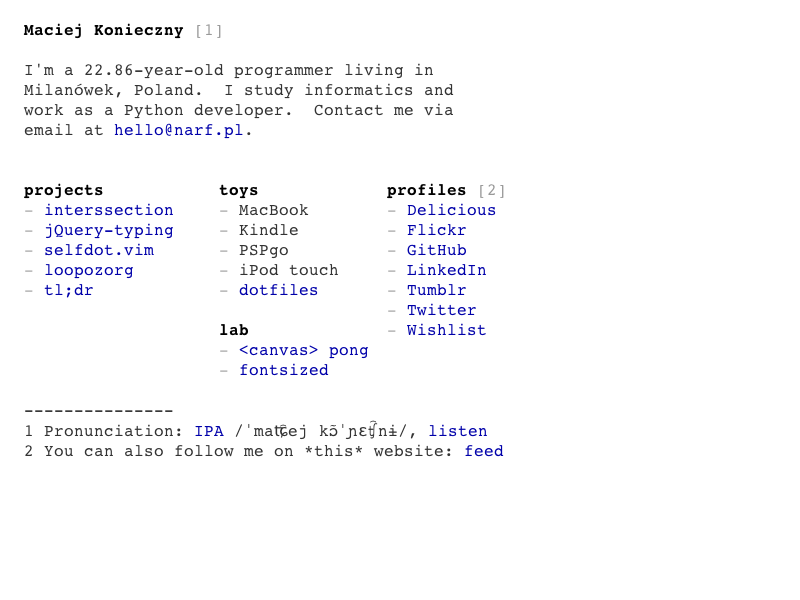 Maciej Konieczny [1]
I'm a 22.86-year-old programmer living in
Milanówek, Poland.  I study informatics and
work as a Python developer.  Contact me via
email at hello@narf.pl.
projects
- interssection
- jQuery-typing
- selfdot.vim
- loopozorg
- tl;dr
toys
- MacBook
- Kindle
- PSPgo
- iPod touch
- dotfiles
lab
- <canvas> pong
- fontsized
profiles [2]
- Delicious
- Flickr
- GitHub
- LinkedIn
- Tumblr
- Twitter
- Wishlist
---------------
1 Pronunciation: IPA /ˈmat͡ɕej kɔ̃ˈɲɛt͡ʂnɨ/, listen
2 You can also follow me on *this* website: feed